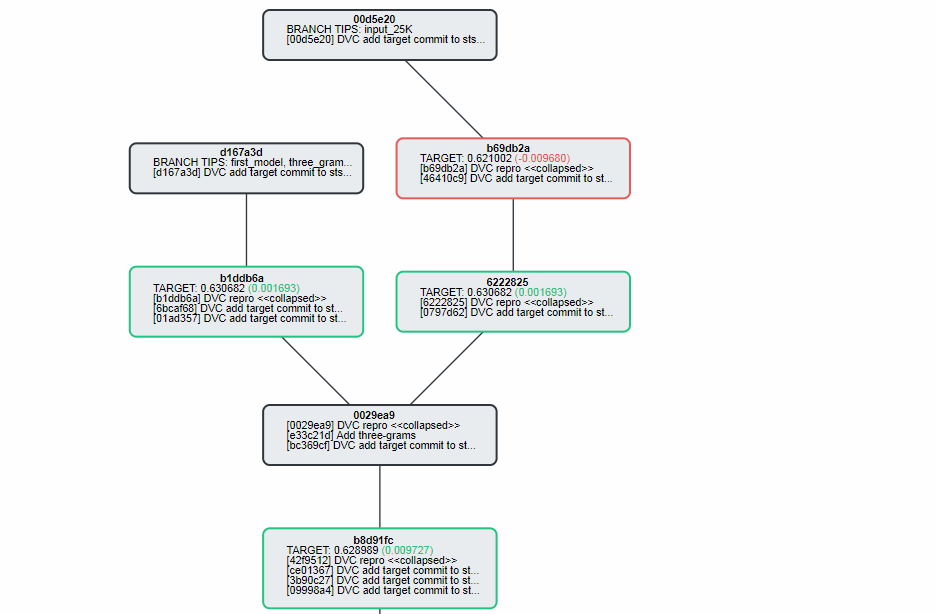 00d5e20
BRANCH TIPS: input_25K
[00d5e20] DVC add target commit to sts...
d167a3d
BRANCH TIPS: first_model, three_gram...
[d167a3d] DVC add target commit to sts...
b69db2a
TARGET: 0.621002 (-0.009680)
[b69db2a] DVC repro <<collapsed>>
[46410c9] DVC add target commit to st...
b1ddb6a
TARGET: 0.630682 (0.001693)
[b1ddb6a] DVC repro <<collapsed>>
[6bcaf68] DVC add target commit to st...
[01ad357] DVC add target commit to st...
6222825
TARGET: 0.630682 (0.001693)
[6222825] DVC repro <<collapsed>>
[0797d62] DVC add target commit to st...
0029ea9
[0029ea9] DVC repro <<collapsed>>
[e33c21d] Add three-grams
[bc369cf] DVC add target commit to st...
b8d91fc
TARGET: 0.628989 (0.009727)
[42f9512] DVC repro <<collapsed>>
[ce01367] DVC add target commit to st...
[3b90c27] DVC add target commit to st...
[09998a4] DVC add target commit to st...